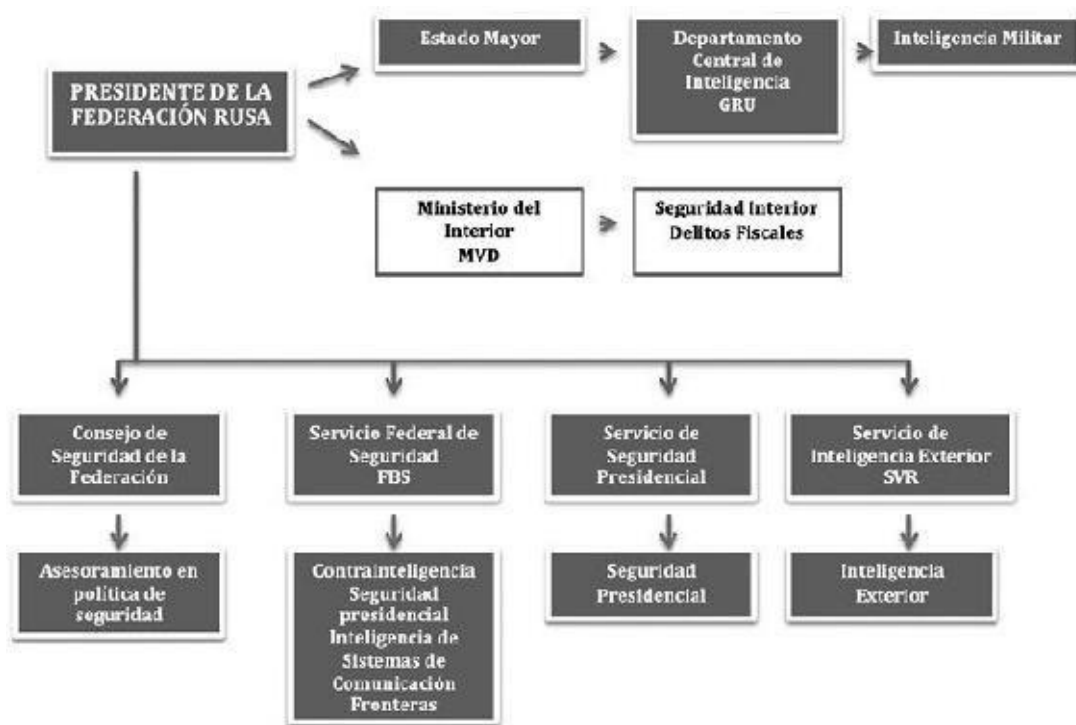 Estado Mayor
Departamento
Central de
Inteligencia
GRU
Inteligencia Militar
PRESIDENTE DE LA
FEDERACIÓN RUSA
Ministerio del
Interior
MVD
Seguridad Interior
Delitos Fiscales
Consejo de
Seguridad de la
Federación
Servicio Federal de
Seguridad
FBS
Servicio de
Seguridad
Presidencial
Servicio de
Inteligencia Exterior
SVR
Asesoramiento en
política de
seguridad
Contrainteligencia
Seguridad
presidencial
Inteligencia de
Sistemas de
Comunicación
Fronteras
Seguridad
Presidencial
Inteligencia
Exterior